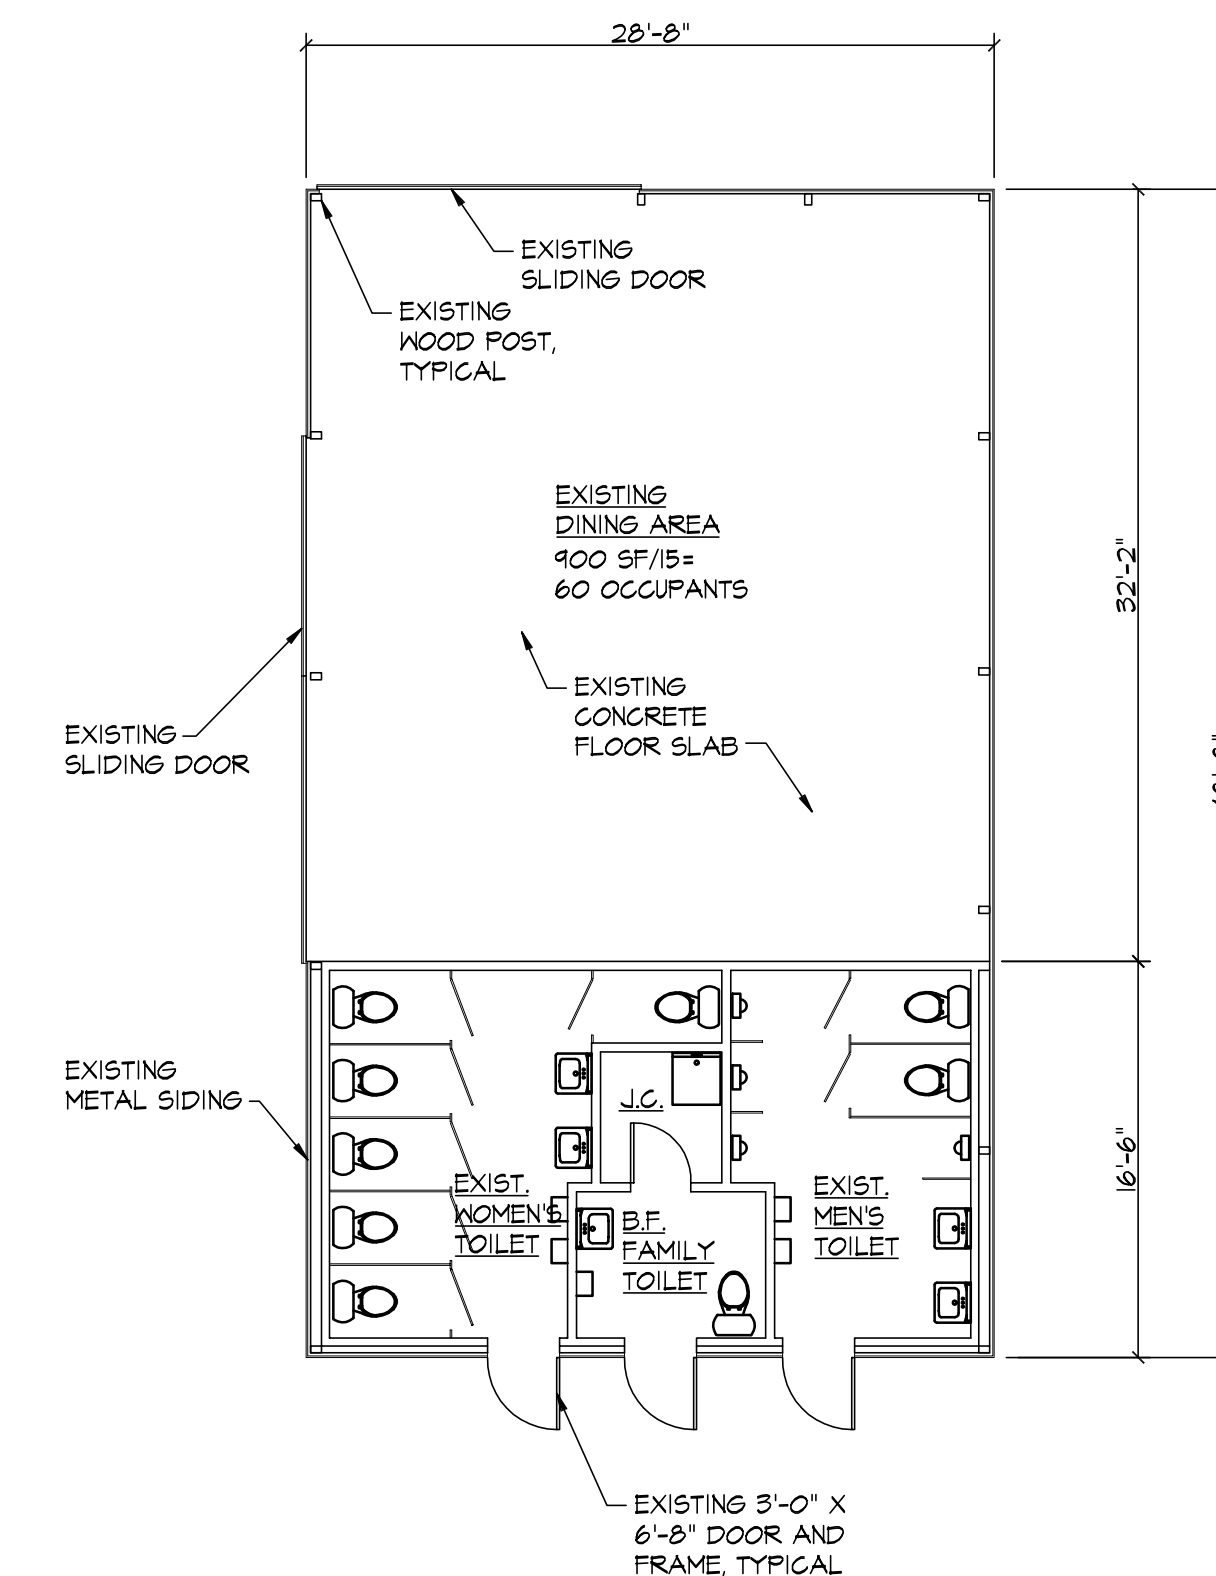 28'-8"
EXISTING
SLIDING DOOR
EXISTING
WOOD POST,
TYPICAL
EXISTING
DINING AREA
900 SF/15=
60 OCCUPANTS
32'-2"
EXISTING
CONCRETE
FLOOR SLAB
EXISTING
SLIDING DOOR
EXISTING
METAL SIDING
J.C.
16'-6"
EXIST.
WOMEN'S
TOILET
B.F.
FAMILY
TOILET
EXIST.
MEN'S
TOILET
EXISTING 3'-0" X
6'-8" DOOR AND
FRAME, TYPICAL